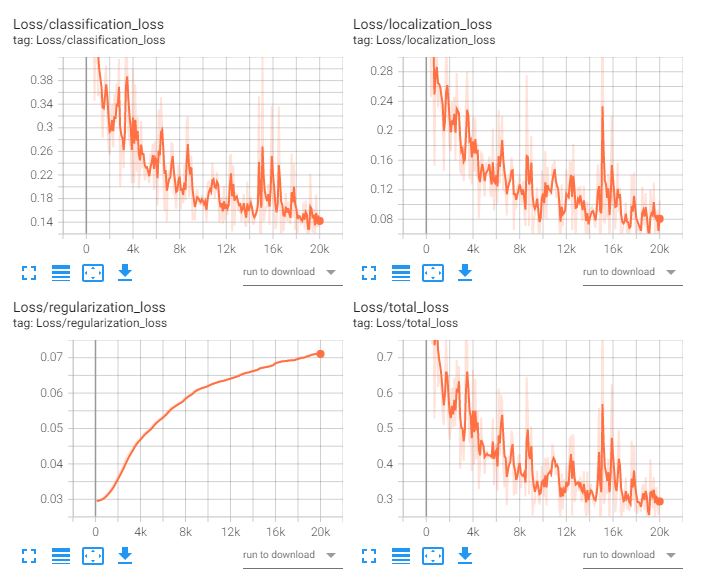 Loss/classification_loss
tag: Loss/classification_loss
0.38
0.34
0.3
0.26
0.22
0.18
0.14
0 4k 8k 12k 16k 20k
run to download
Loss/localization_loss
tag: Loss/localization_loss
0.28
0.24
0.2
0.16
0.12
0.08
0 4k 8k 12k 16k 20k
run to download
Loss/regularization_loss
tag: Loss/regularization_loss
0.07
0.06
0.05
0.04
0.03
0 4k 8k 12k 16k 20k
run to download
Loss/total_loss
tag: Loss/total_loss
0.7
0.6
0.5
0.4
0.3
0 4k 8k 12k 16k 20k
run to download